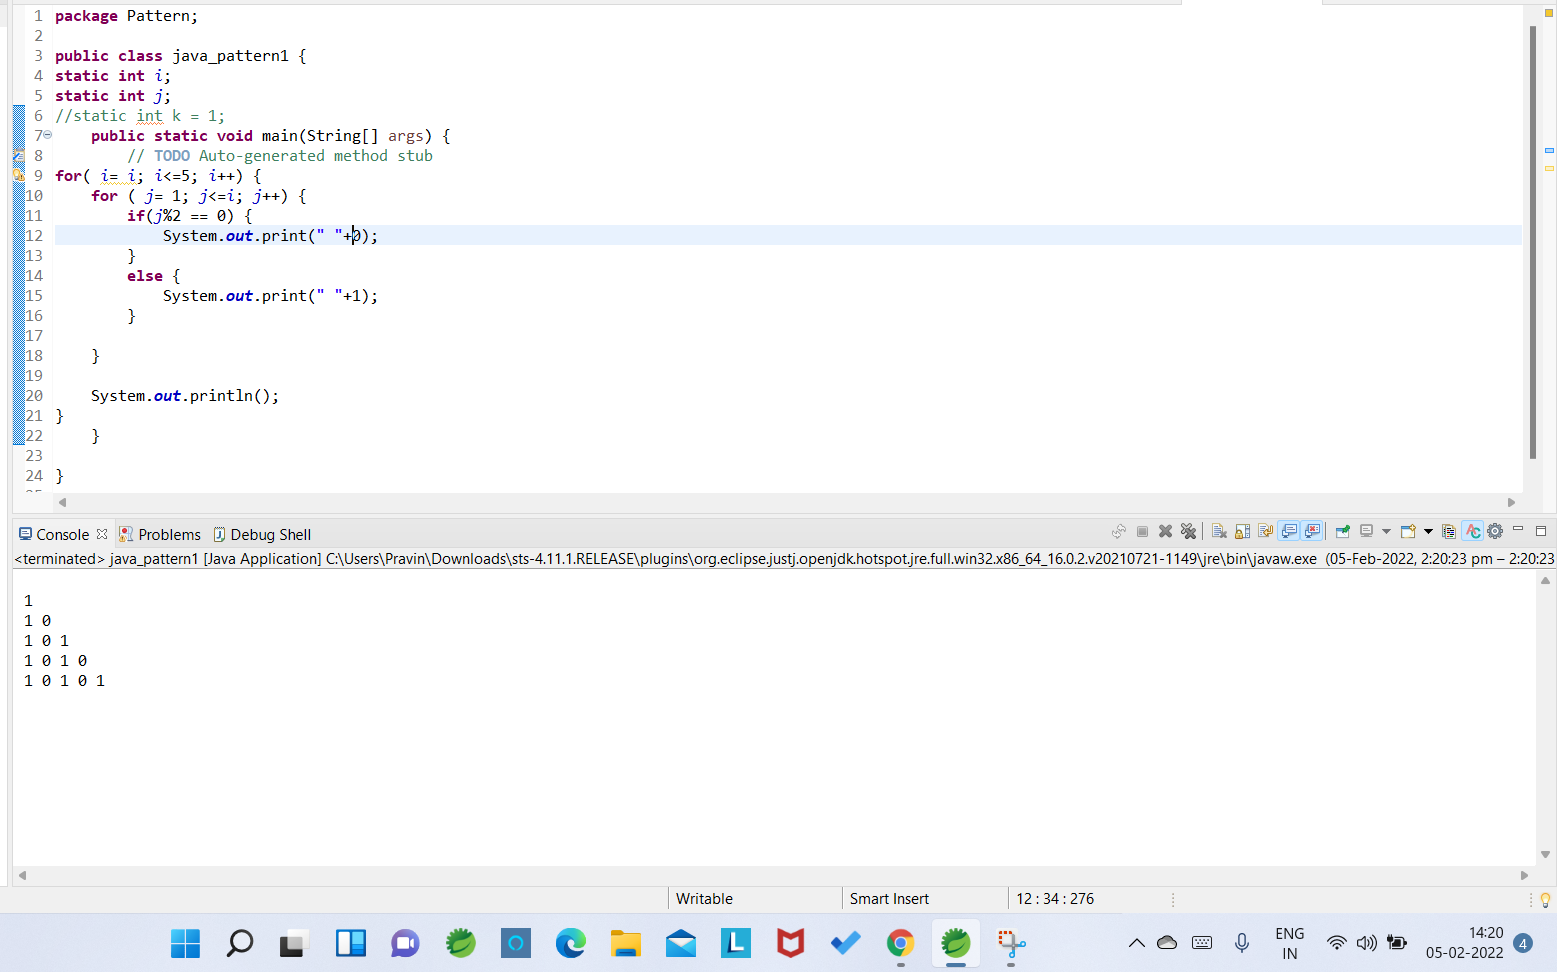 1 package Pattern;
2
3 public class java_pattern1 {
4 static int i;
5 static int j;
6 //static int k = 1;
7 public static void main(String[] args) {
8 // TODO Auto-generated method stub
9 for( i= i; i<=5; i++) {
10 for ( j= 1; j<=i; j++) {
11 if(j%2 == 0) {
12 System.out.print(" "+0);
13 }
14 else {
15 System.out.print(" "+1);
16 }
17
18 }
19
20 System.out.println();
21 }
22 }
23
24 }
Console Problems Debug Shell
<terminated> java_pattern1 [Java Application] C:\Users\Pravin\Downloads\sts-4.11.1.RELEASE\plugins\org.eclipse.justj.openjdk.hotspot.jre.full.win32.x86_64_16.0.2.v20210721-1149\jre\bin\javaw.exe (05-Feb-2022, 2:20:23 pm – 2:20:23
1
1 0
1 0 1
1 0 1 0
1 0 1 0 1
Writable Smart Insert 12 : 34 : 276
L ENG 14:20 4
IN 05-02-2022